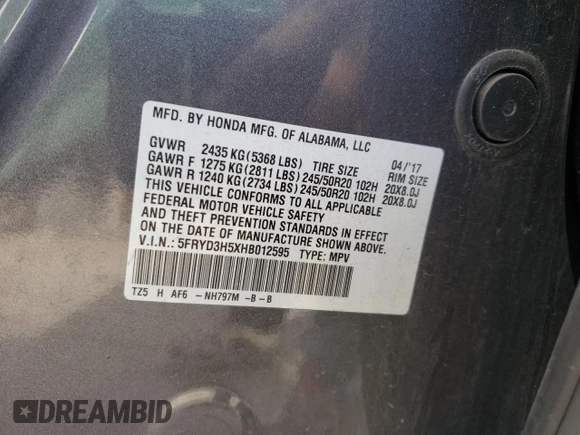 MFD. BY HONDA MFG. OF ALABAMA, LLC
GVWR 2435 KG (5368 LBS) TIRE SIZE 04/'17 RIM SIZE
GAWR F 1275 KG (2811 LBS) 245/50R20 102H 20X8.0J
GAWR R 1240 KG (2734 LBS) 245/50R20 102H 20X8.0J
THIS VEHICLE CONFORMS TO ALL APPLICABLE
FEDERAL MOTOR VEHICLE SAFETY
AND THEFT PREVENTION STANDARDS IN EFFECT
ON THE DATE OF MANUFACTURE SHOWN ABOVE.
V.I.N.: 5FRYD3H5XHB012595 TYPE: MPV
TZ5 H AF6 – NH797M – B – B
DREAMBID